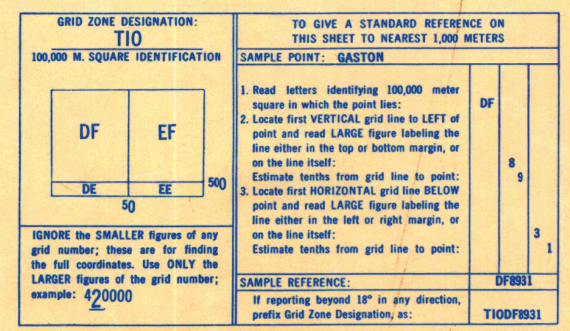 GRID ZONE DESIGNATION:
TIO
100,000 M. SQUARE IDENTIFICATION
DF
EF
DE
EE
500
50
IGNORE the SMALLER figures of any
grid number; these are for finding
the full coordinates. Use ONLY the
LARGER figures of the grid number;
example: 420000
TO GIVE A STANDARD REFERENCE ON
THIS SHEET TO NEAREST 1,000 METERS
SAMPLE POINT: GASTON
1. Read letters identifying 100,000 meter
square in which the point lies:
DF
2. Locate first VERTICAL grid line to LEFT of
point and read LARGE figure labeling the
line either in the top or bottom margin, or
on the line itself:
8
Estimate tenths from grid line to point:
9
3. Locate first HORIZONTAL grid line BELOW
point and read LARGE figure labeling the
line either in the left or right margin, or
on the line itself:
3
Estimate tenths from grid line to point:
1
SAMPLE REFERENCE:
DF8931
If reporting beyond 18° in any direction,
prefix Grid Zone Designation, as:
TIODF8931